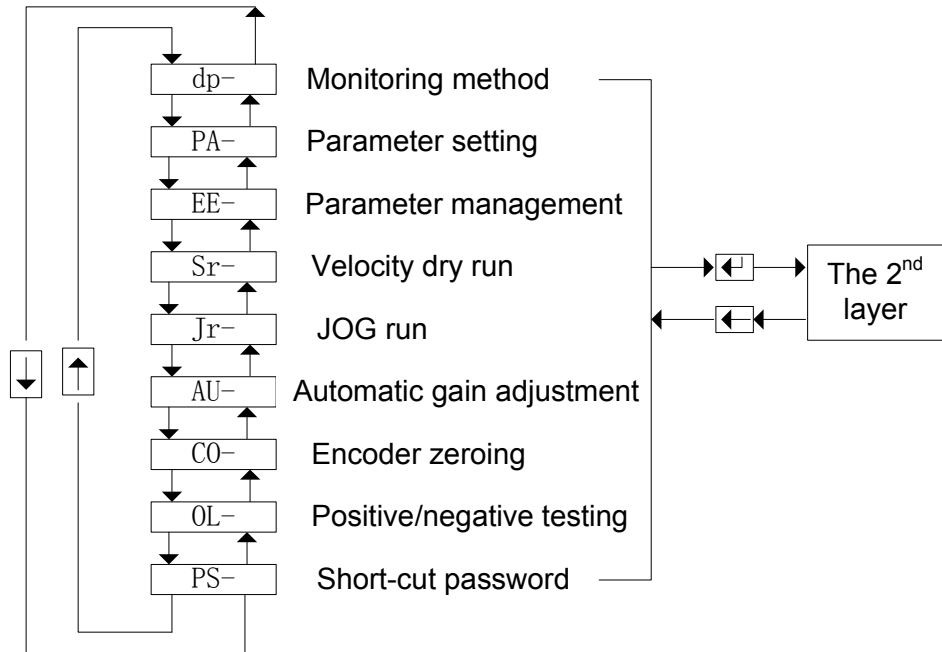 dp- Monitoring method
PA- Parameter setting
EE- Parameter management
Sr- Velocity dry run
Jr- JOG run
AU- Automatic gain adjustment
CO- Encoder zeroing
OL- Positive/negative testing
PS- Short-cut password
The 2nd
layer